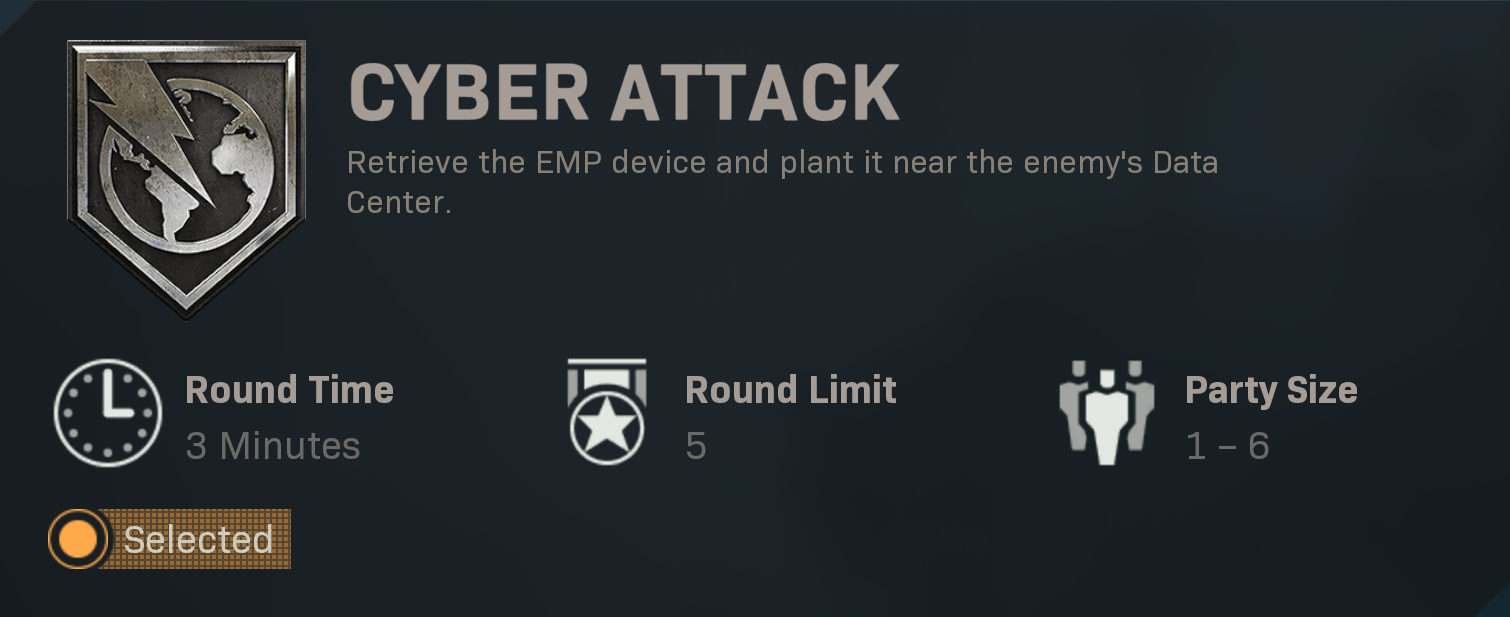 CYBER ATTACK
Retrieve the EMP device and plant it near the enemy's Data
Center.
Round Time
3 Minutes
Round Limit
5
Party Size
1 – 6
Selected